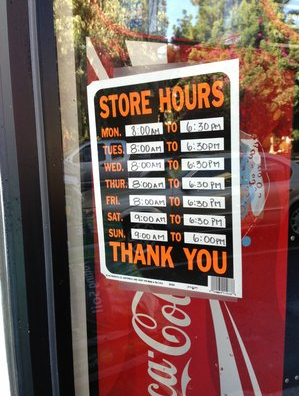 STORE HOURS
MON. 8:00AM TO 6:30PM
TUES. 8:00AM TO 6:30PM
WED. 8:00AM TO 6:30PM
THUR. 8:00AM TO 6:30PM
FRI. 8:00AM TO 6:30PM
SAT. 9:00AM TO 6:30PM
SUN. 9:00AM TO 6:00PM
THANK YOU
Coca-Cola